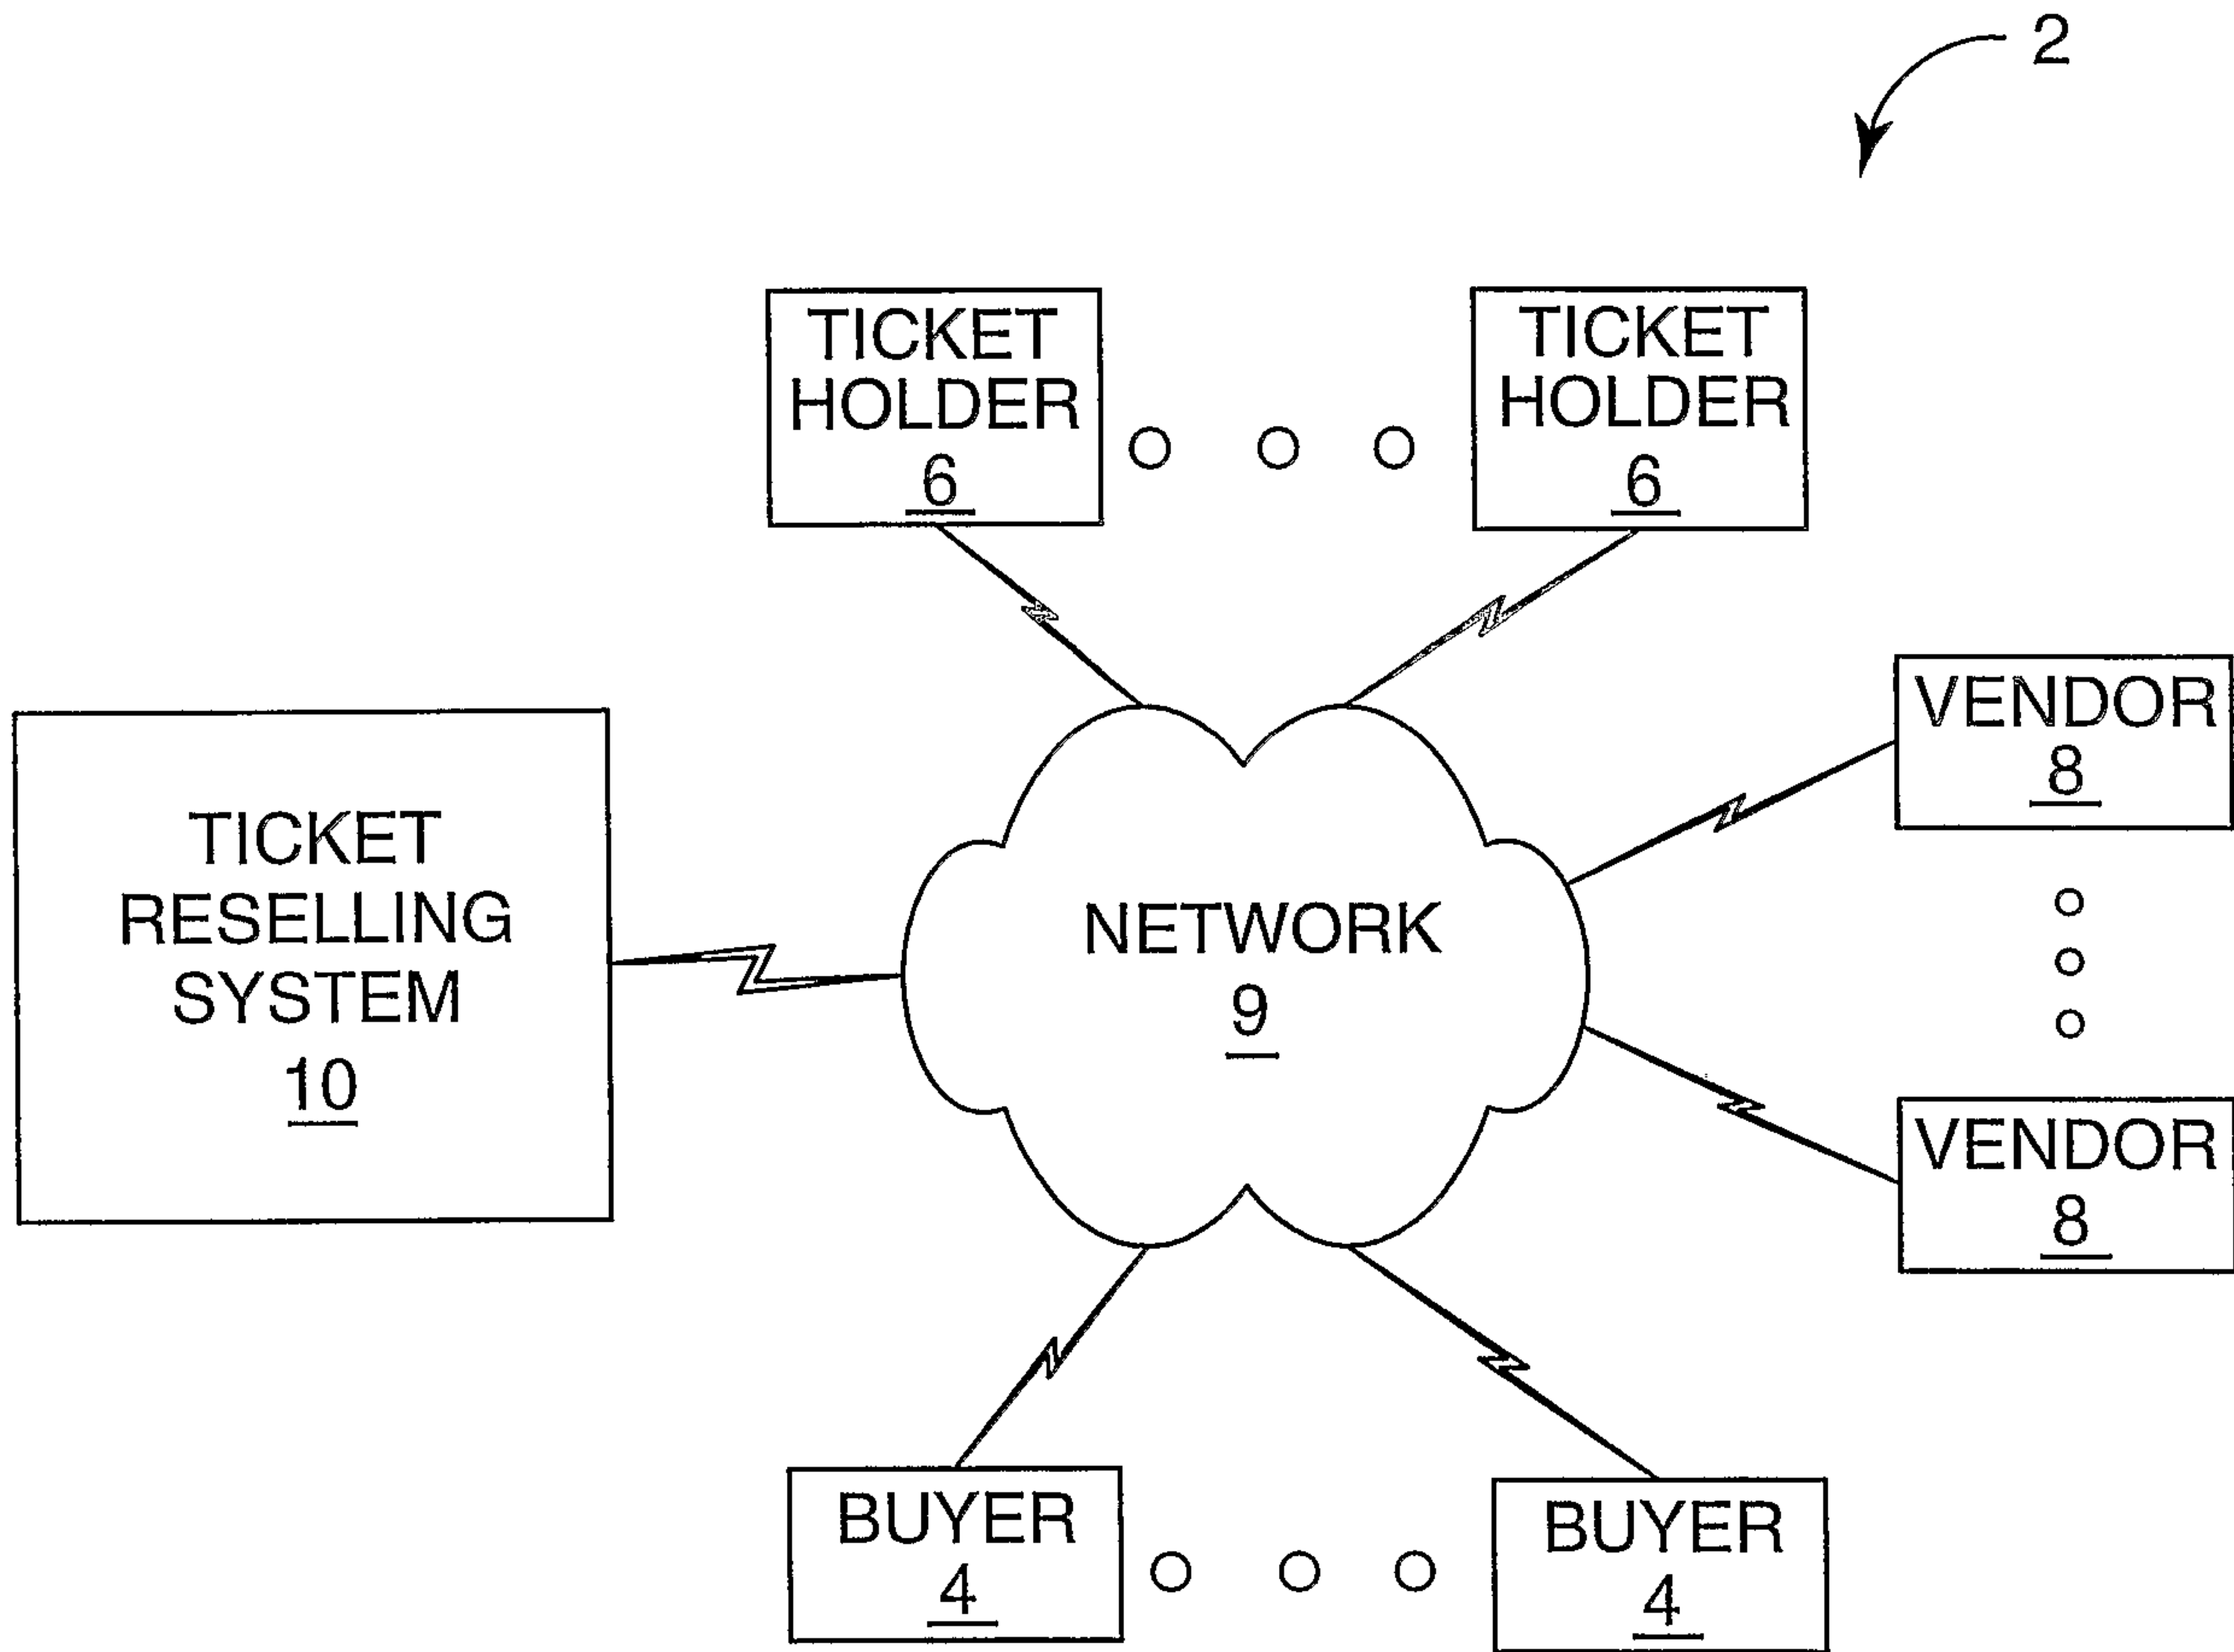 2
TICKET
HOLDER
6
TICKET
HOLDER
6
VENDOR
8
TICKET
RESELLING
SYSTEM
10
NETWORK
9
VENDOR
8
BUYER
4
BUYER
4